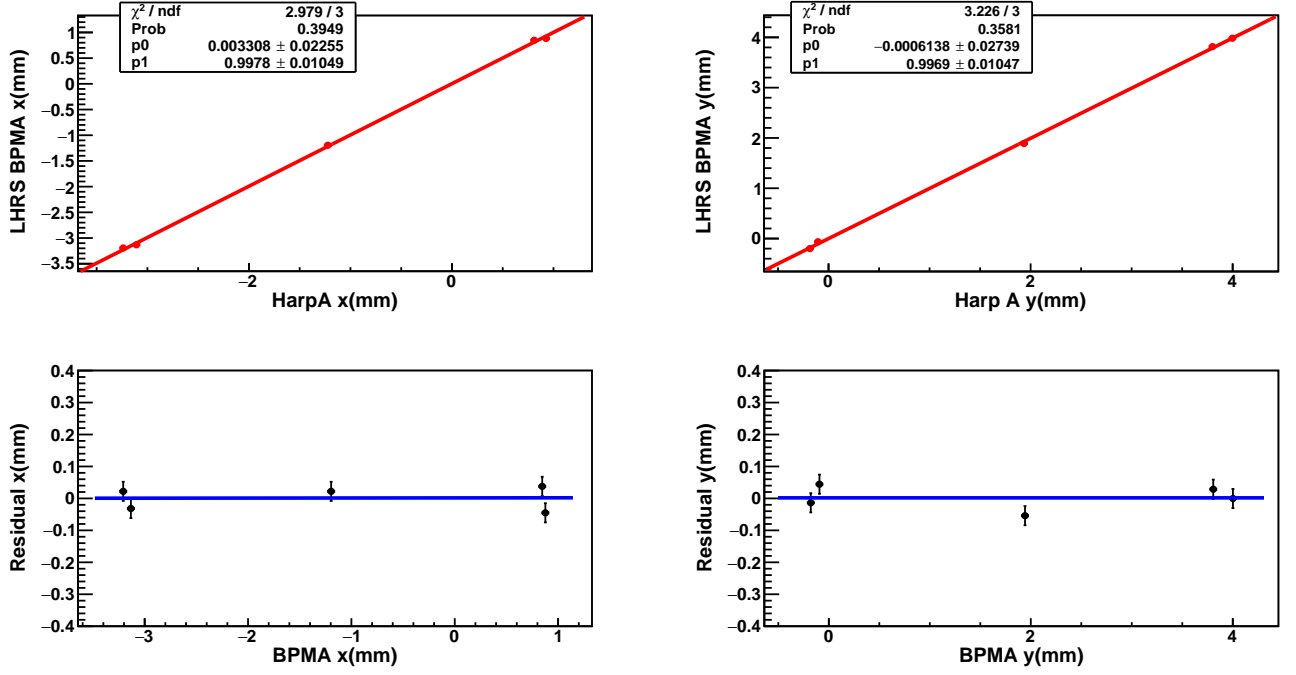 χ² / ndf 2.979 / 3
Prob 0.3949
p0 0.003308 ± 0.02255
p1 0.9978 ± 0.01049
1
0.5
0
−0.5
−1
−1.5
−2
−2.5
−3
−3.5
LHRS BPMA x(mm)
−2 0
HarpA x(mm)
χ² / ndf 3.226 / 3
Prob 0.3581
p0 −0.0006138 ± 0.02739
p1 0.9969 ± 0.01047
4
2
0
LHRS BPMA y(mm)
0 2 4
Harp A y(mm)
0.4
0.3
0.2
0.1
0
−0.1
−0.2
−0.3
−0.4
Residual x(mm)
−3 −2 −1 0 1
BPMA x(mm)
0.4
0.3
0.2
0.1
0
−0.1
−0.2
−0.3
−0.4
Residual y(mm)
0 2 4
BPMA y(mm)